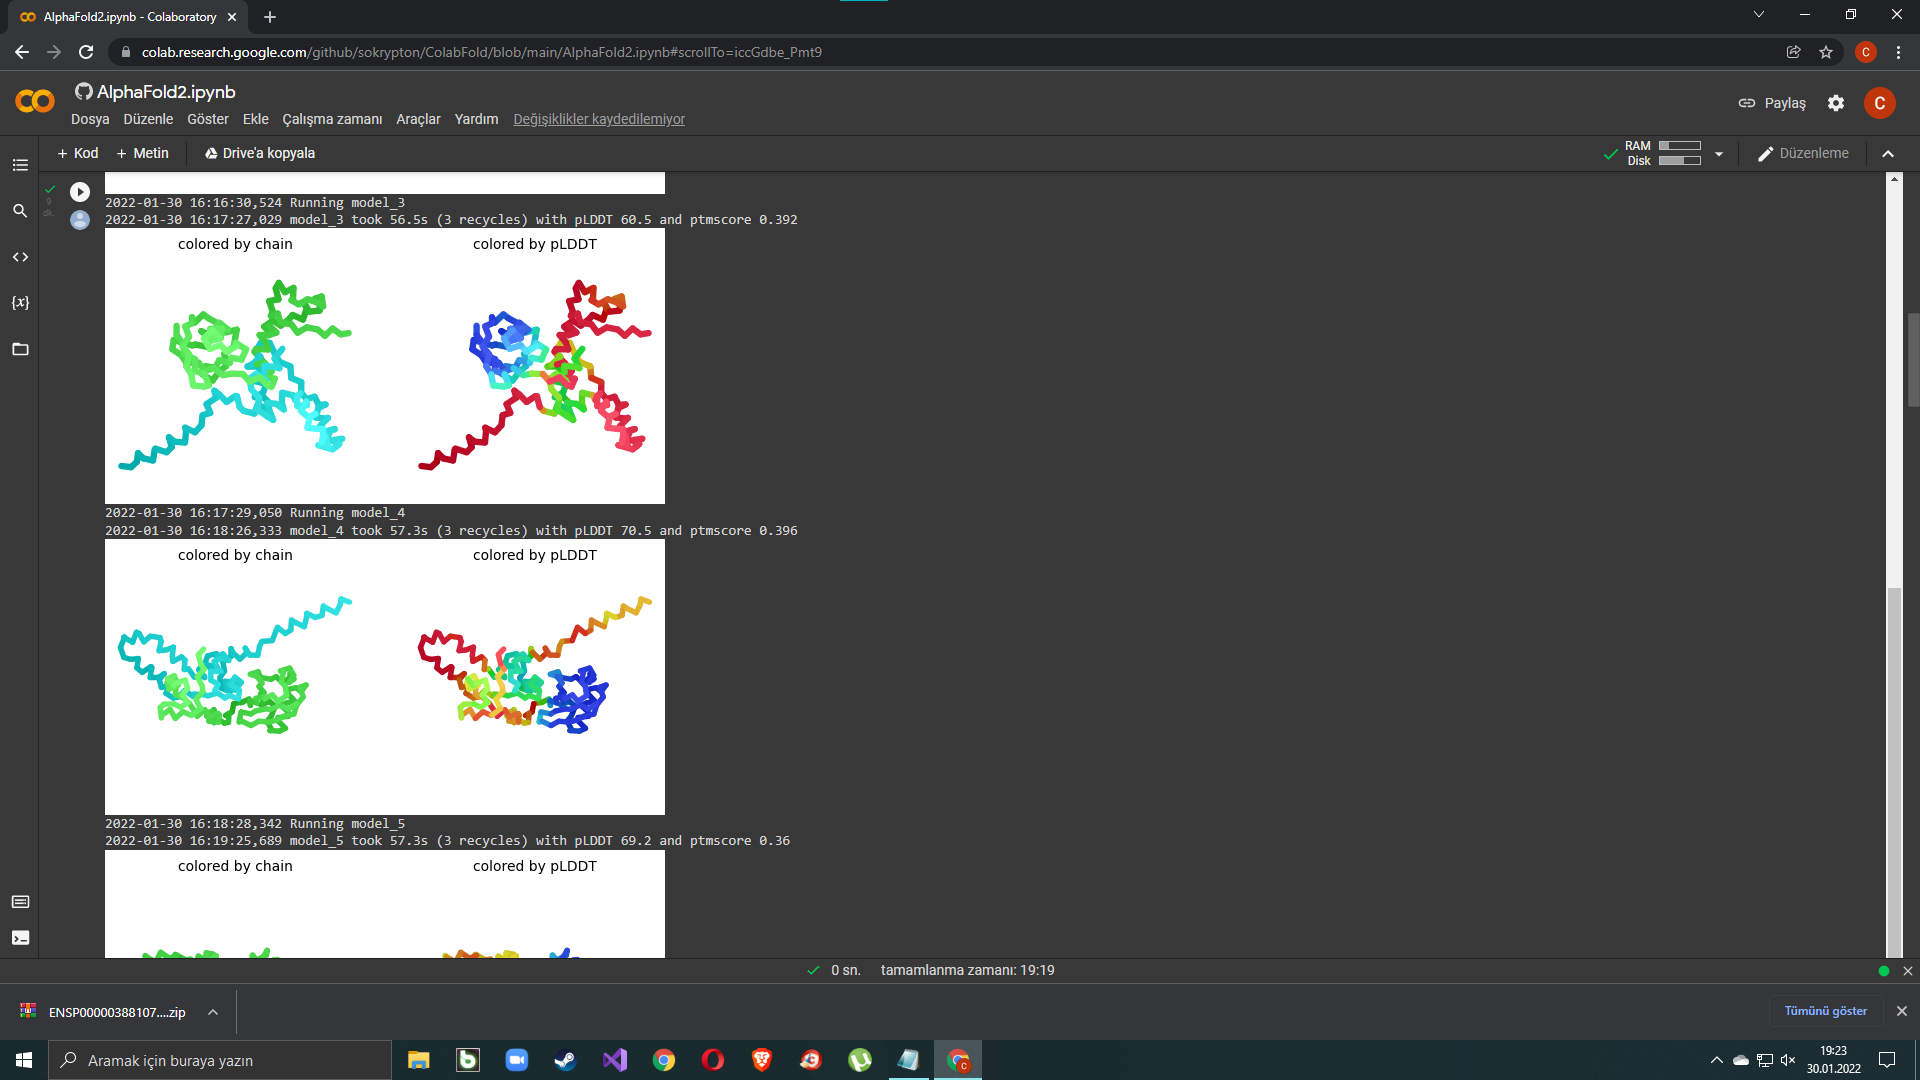 AlphaFold2.ipynb - Colaboratory
colab.research.google.com/github/sokrypton/ColabFold/blob/main/AlphaFold2.ipynb#scrollTo=iccGdbe_Pmt9
C
AlphaFold2.ipynb
Dosya Düzenle Göster Ekle Çalışma zamanı Araçlar Yardım Değişiklikler kaydedilemiyor
Paylaş
C
+ Kod + Metin Drive'a kopyala
RAM
Disk
Düzenleme
9
dk.
2022-01-30 16:16:30,524 Running model_3
2022-01-30 16:17:27,029 model_3 took 56.5s (3 recycles) with pLDDT 60.5 and ptmscore 0.392
colored by chain colored by pLDDT
2022-01-30 16:17:29,050 Running model_4
2022-01-30 16:18:26,333 model_4 took 57.3s (3 recycles) with pLDDT 70.5 and ptmscore 0.396
colored by chain colored by pLDDT
2022-01-30 16:18:28,342 Running model_5
2022-01-30 16:19:25,689 model_5 took 57.3s (3 recycles) with pLDDT 69.2 and ptmscore 0.36
colored by chain colored by pLDDT
0 sn. tamamlanma zamanı: 19:19
ENSP00000388107....zip
Tümünü göster
Aramak için buraya yazın
19:23
30.01.2022